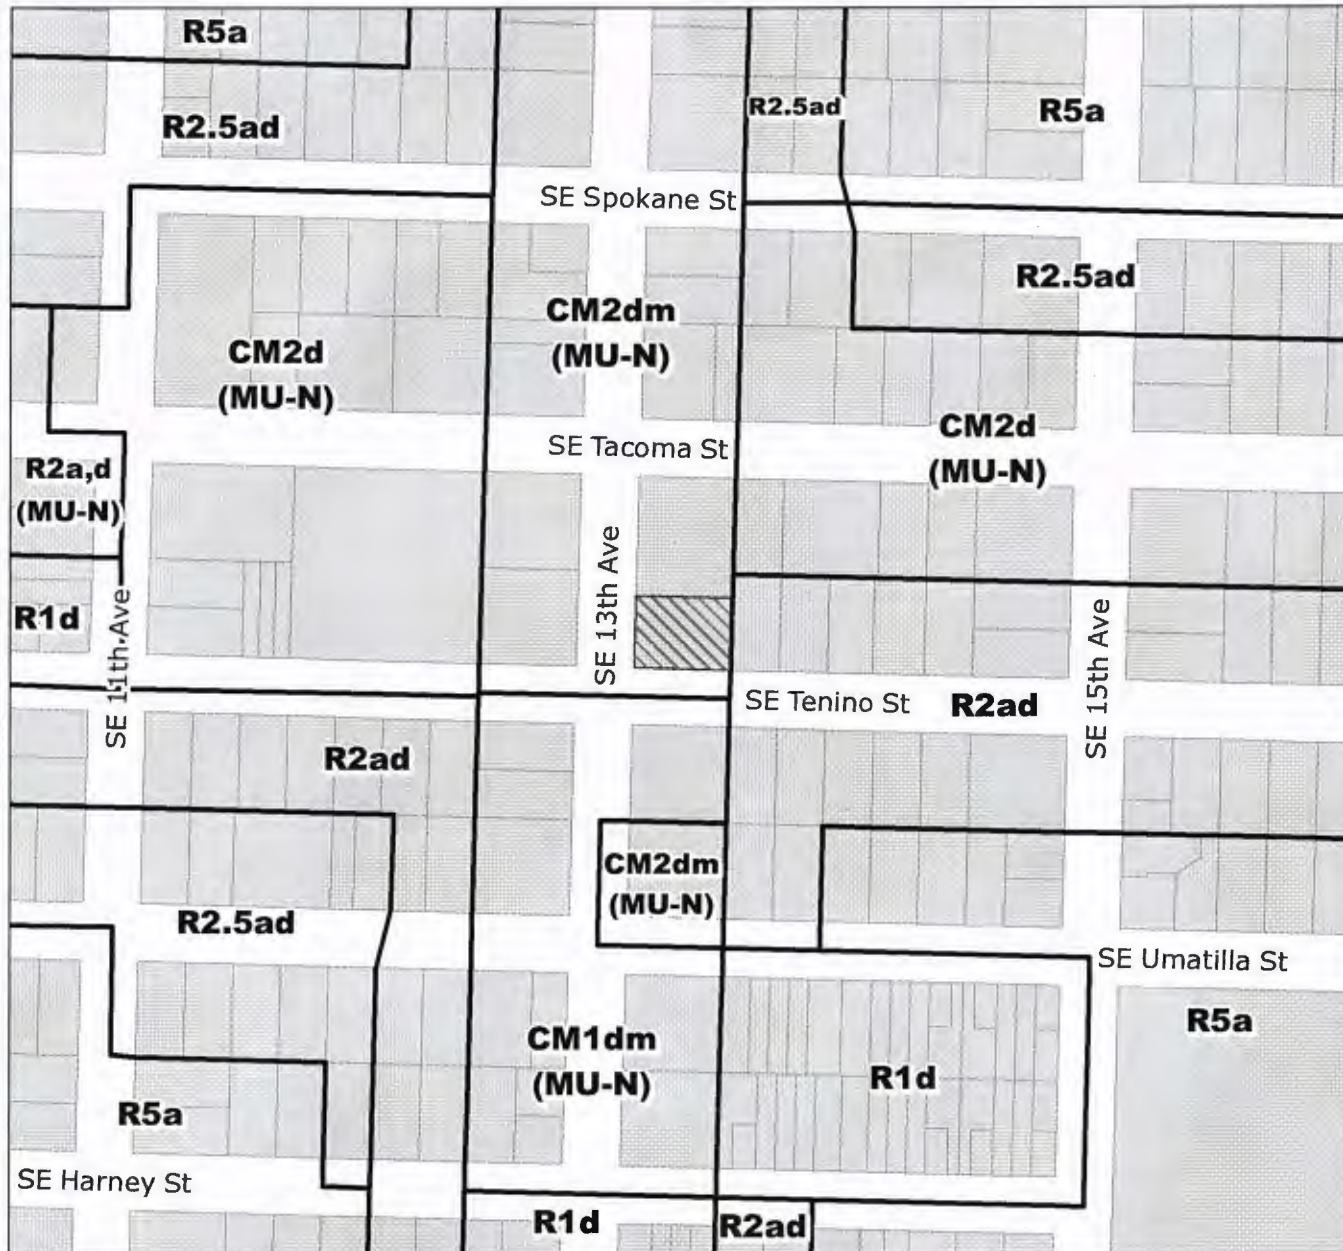 R5a
R2.5ad
R2.5ad
R5a
SE Spokane St
R2.5ad
CM2dm
(MU-N)
CM2d
(MU-N)
CM2d
(MU-N)
SE Tacoma St
R2a,d
(MU-N)
SE 13th Ave
R1d
SE 11th Ave
SE 15th Ave
SE Tenino St
R2ad
R2ad
CM2dm
(MU-N)
R2.5ad
SE Umatilla St
R5a
CM1dm
(MU-N)
R1d
R5a
SE Harney St
R1d
R2ad